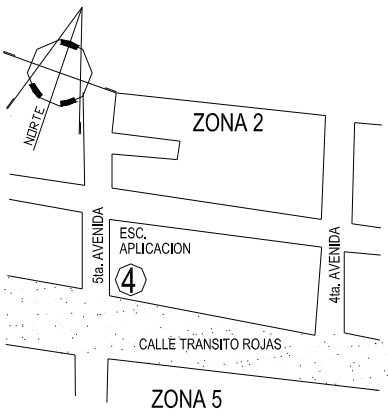 NORTE
ZONA 2
5ta. AVENIDA
ESC.
APLICACION
4
4ta. AVENIDA
CALLE TRANSITO ROJAS
ZONA 5